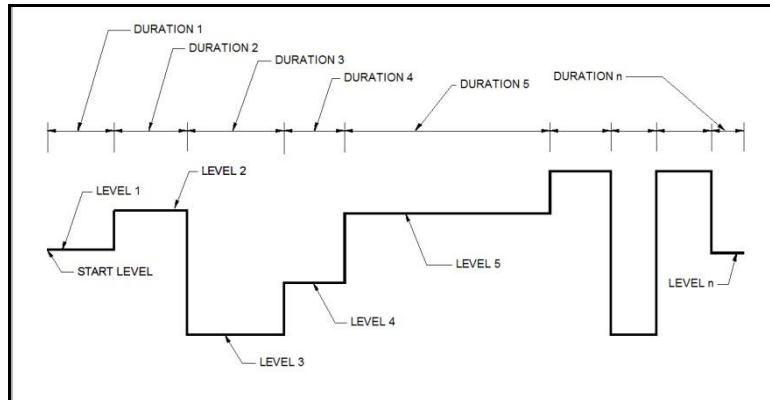 DURATION 1
DURATION 2
DURATION 3
DURATION 4
DURATION 5
DURATION n
LEVEL 1
LEVEL 2
START LEVEL
LEVEL 5
LEVEL n
LEVEL 4
LEVEL 3